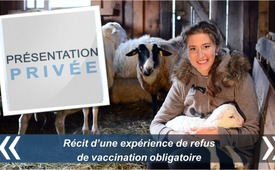 PRÉSENTATION
PRIVÉE
Récit d'une expérience de refus
de vaccination obligatoire